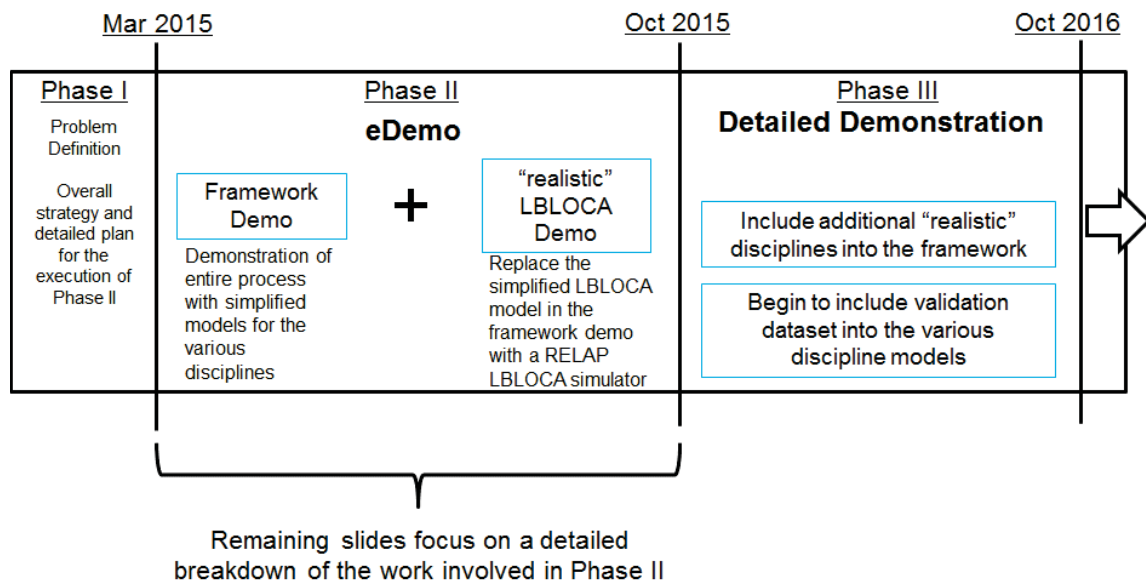 Mar 2015
Oct 2015
Oct 2016
Phase I
Problem
Definition
Overall
strategy and
detailed plan
for the
execution of
Phase II
Phase II
eDemo
Framework
Demo
Demonstration of
entire process
with simplified
models for the
various
disciplines
+
"realistic"
LBLOCA
Demo
Replace the
simplified LBLOCA
model in the
framework demo
with a RELAP
LBLOCA simulator
Phase III
Detailed Demonstration
Include additional "realistic"
disciplines into the framework
Begin to include validation
dataset into the various
discipline models
Remaining slides focus on a detailed
breakdown of the work involved in Phase II